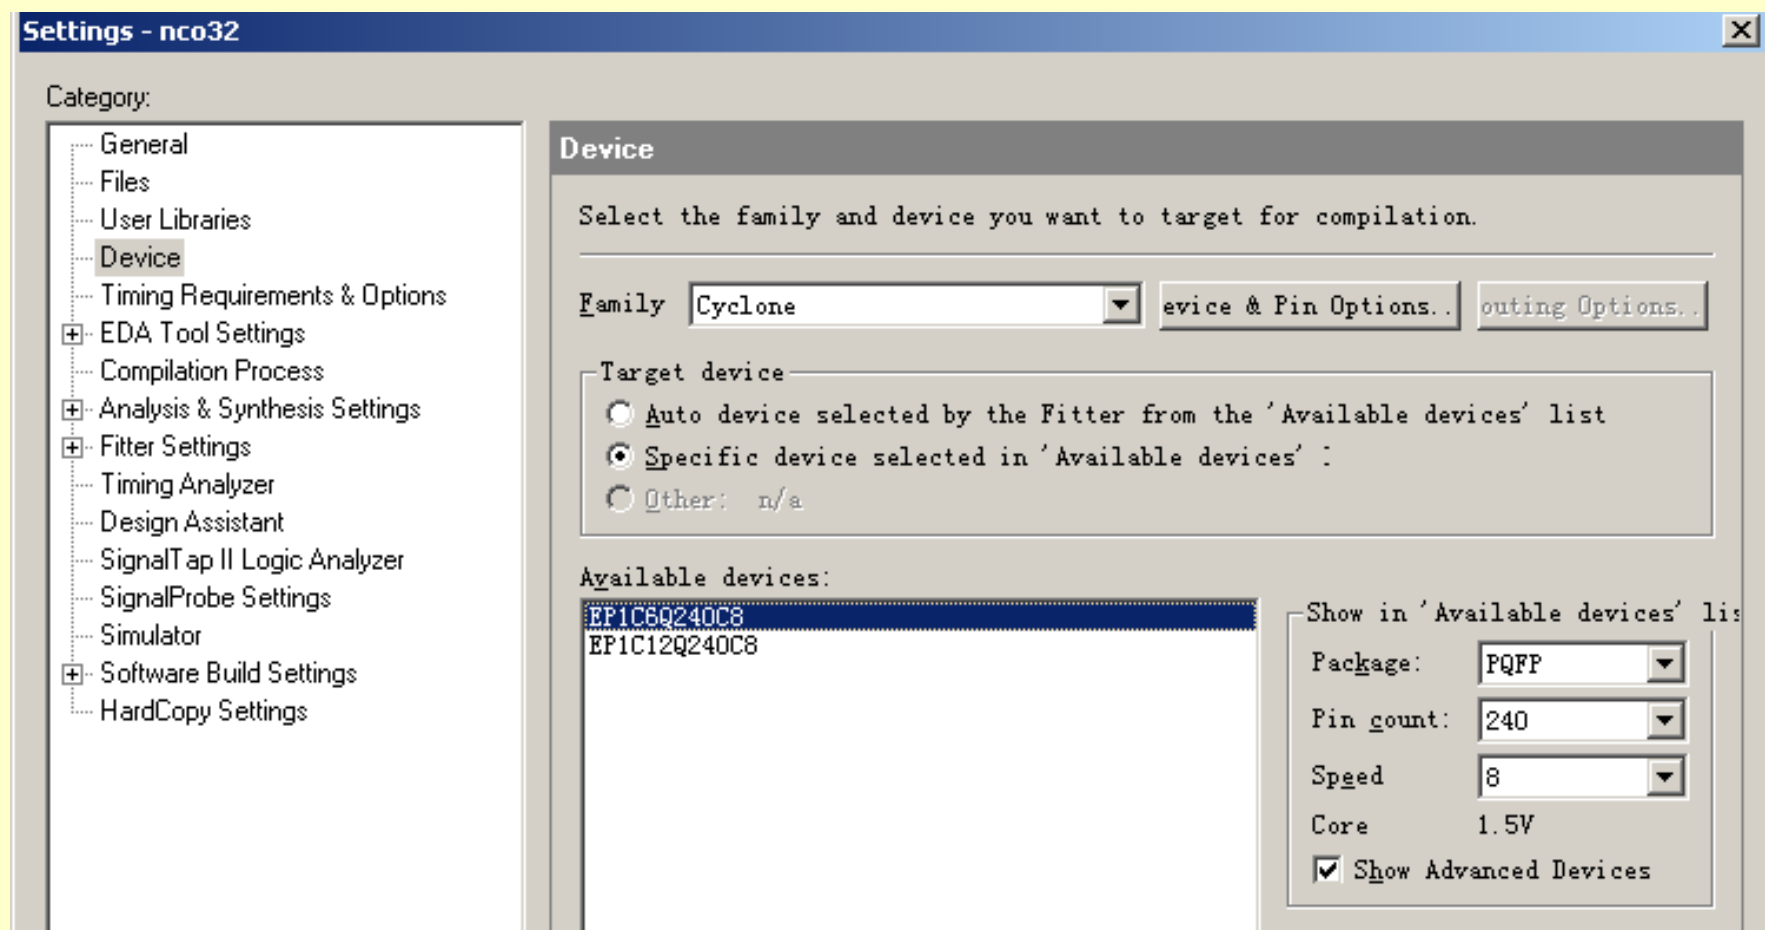 Settings - nco32
Category:
General
Files
User Libraries
Device
Timing Requirements & Options
EDA Tool Settings
Compilation Process
Analysis & Synthesis Settings
Fitter Settings
Timing Analyzer
Design Assistant
SignalTap II Logic Analyzer
SignalProbe Settings
Simulator
Software Build Settings
HardCopy Settings
Device
Select the family and device you want to target for compilation.
Family Cyclone evice & Pin Options.. outing Options..
Target device
Auto device selected by the Fitter from the 'Available devices' list
Specific device selected in 'Available devices' :
Other: n/a
Available devices:
EP1C6Q240C8
EP1C12Q240C8
Show in 'Available devices' lis
Package: PQFP
Pin count: 240
Speed 8
Core 1.5V
Show Advanced Devices